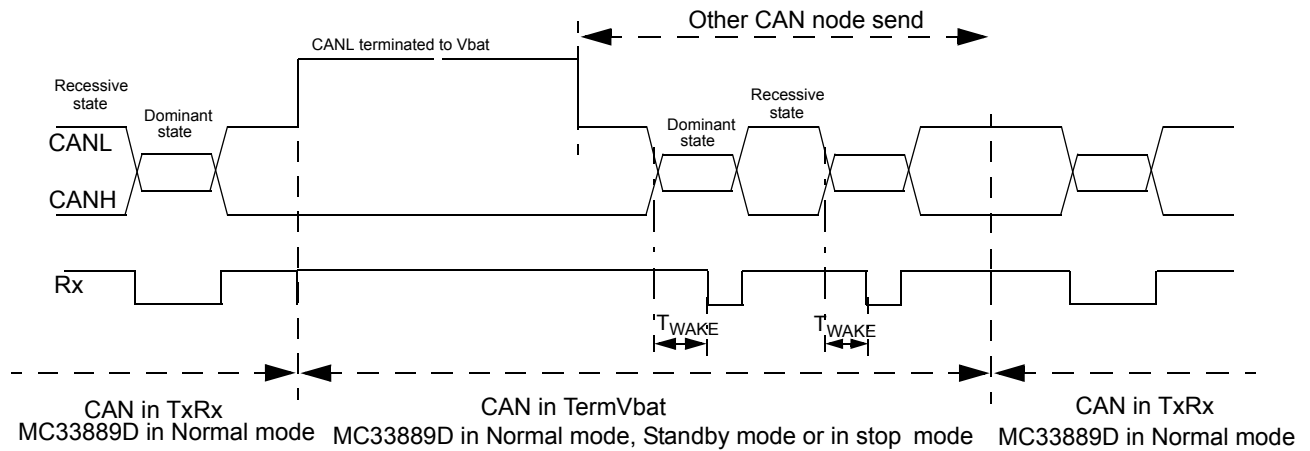 Other CAN node send
CANL terminated to Vbat
Recessive
state
Dominant
state
Recessive
state
Dominant
state
CANL
CANH
Rx
TWAKE
TWAKE
CAN in TxRx
MC33889D in Normal mode
CAN in TermVbat
MC33889D in Normal mode, Standby mode or in stop mode
CAN in TxRx
MC33889D in Normal mode